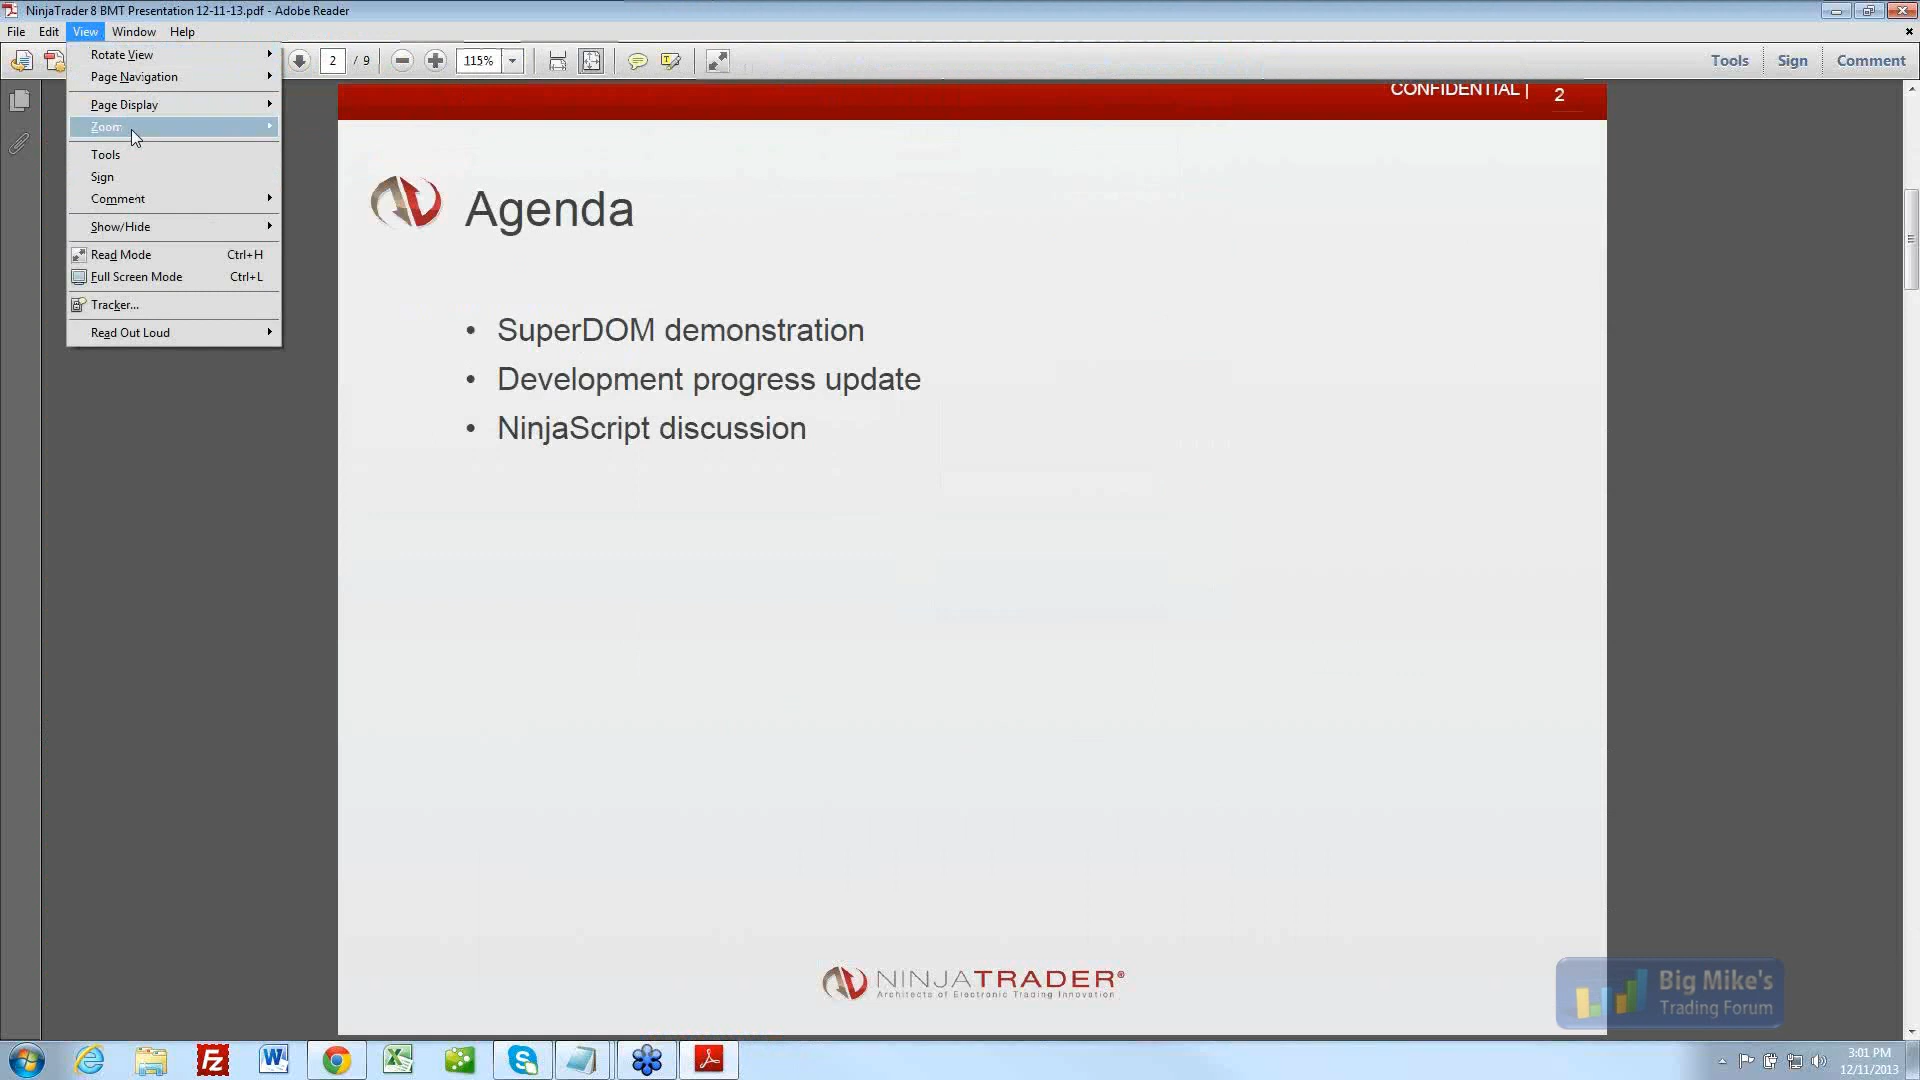 NinjaTrader 8 BMT Presentation 12-11-13.pdf - Adobe Reader
File Edit View Window Help
2 / 9 115% Tools Sign Comment
Rotate View
Page Navigation
Page Display
Zoom
Tools
Sign
Comment
Show/Hide
Read Mode Ctrl+H
Full Screen Mode Ctrl+L
Tracker...
Read Out Loud
CONFIDENTIAL | 2
Agenda
• SuperDOM demonstration
• Development progress update
• NinjaScript discussion
NINJATRADER®
Architects of Electronic Trading Innovation
Big Mike's
Trading Forum
3:01 PM
12/11/2013